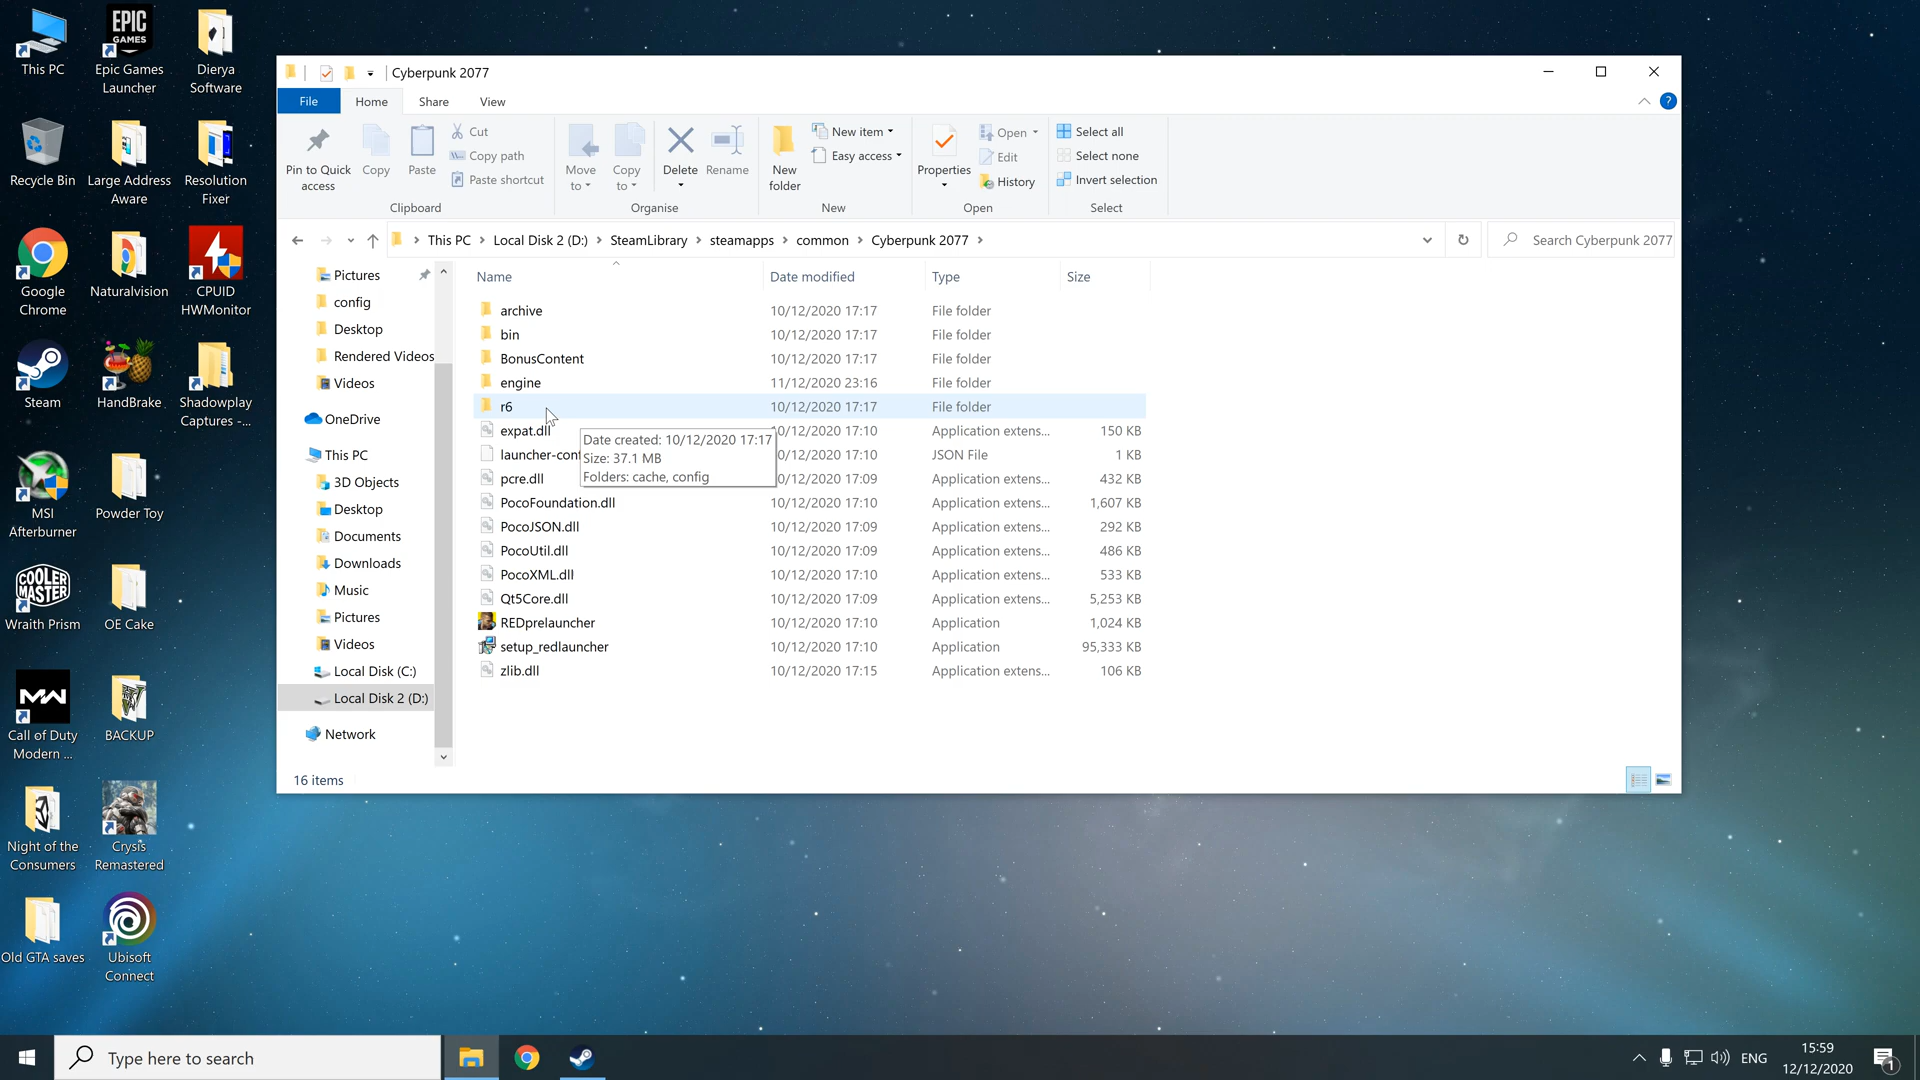 This PC
Epic Games
Launcher
EPIC
GAMES
Dierya
Software
Recycle Bin
Large Address
Aware
Resolution
Fixer
Google
Chrome
Naturalvision
CPUID
HWMonitor
Steam
HandBrake
Shadowplay
Captures -...
MSI
Afterburner
Powder Toy
COOLER
MASTER
Wraith Prism
OE Cake
Call of Duty
Modern ...
BACKUP
Night of the
Consumers
Crysis
Remastered
Old GTA saves
Ubisoft
Connect
Cyberpunk 2077
File Home Share View
?
Pin to Quick
access
Copy
Paste
Cut
Copy path
Paste shortcut
Clipboard
Move
to
Copy
to
Delete
Rename
Organise
New
folder
New item
Easy access
New
Properties
Open
Edit
History
Open
Select all
Select none
Invert selection
Select
This PC > Local Disk 2 (D:) > SteamLibrary > steamapps > common > Cyberpunk 2077 >
Search Cyberpunk 2077
Pictures
config
Desktop
Rendered Videos
Videos
OneDrive
This PC
3D Objects
Desktop
Documents
Downloads
Music
Pictures
Videos
Local Disk (C:)
Local Disk 2 (D:)
Network
Name Date modified Type Size
archive 10/12/2020 17:17 File folder
bin 10/12/2020 17:17 File folder
BonusContent 10/12/2020 17:17 File folder
engine 11/12/2020 23:16 File folder
r6 10/12/2020 17:17 File folder
expat.dll 0/12/2020 17:10 Application extens... 150 KB
launcher-conf 0/12/2020 17:10 JSON File 1 KB
pcre.dll 0/12/2020 17:09 Application extens... 432 KB
PocoFoundation.dll 10/12/2020 17:10 Application extens... 1,607 KB
PocoJSON.dll 10/12/2020 17:09 Application extens... 292 KB
PocoUtil.dll 10/12/2020 17:09 Application extens... 486 KB
PocoXML.dll 10/12/2020 17:10 Application extens... 533 KB
Qt5Core.dll 10/12/2020 17:09 Application extens... 5,253 KB
REDprelauncher 10/12/2020 17:10 Application 1,024 KB
setup_redlauncher 10/12/2020 17:10 Application 95,333 KB
zlib.dll 10/12/2020 17:15 Application extens... 106 KB
Date created: 10/12/2020 17:17
Size: 37.1 MB
Folders: cache, config
16 items
Type here to search
ENG
15:59
12/12/2020
1